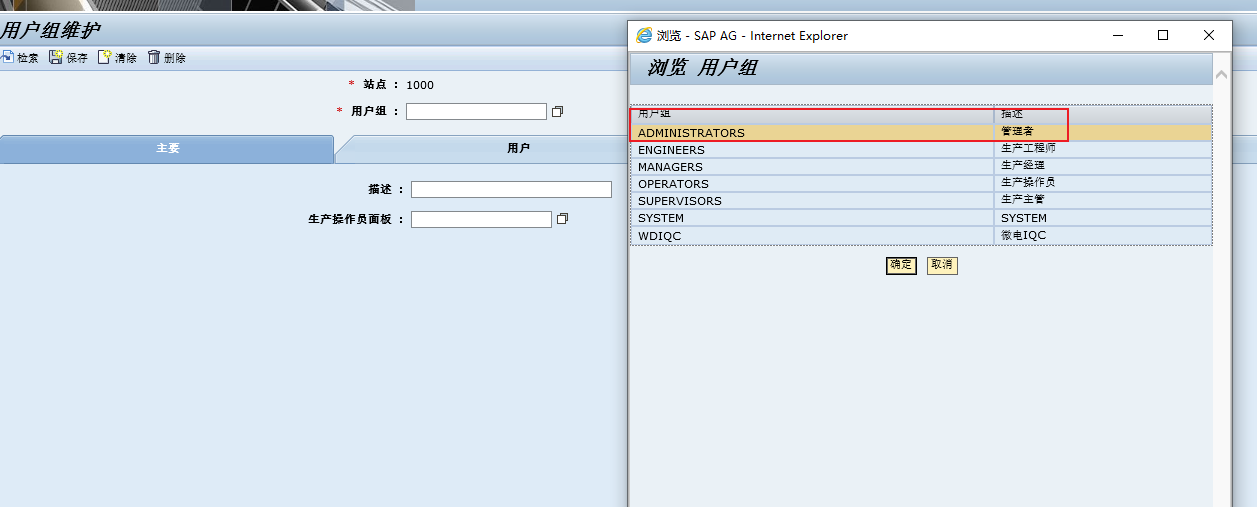 用户组维护
检索 保存 清除 删除
* 站点 : 1000
* 用户组 :
主要 用户
描述 :
生产操作员面板 :
浏览 - SAP AG - Internet Explorer
浏览 用户组
用户组 描述
ADMINISTRATORS 管理者
ENGINEERS 生产工程师
MANAGERS 生产经理
OPERATORS 生产操作员
SUPERVISORS 生产主管
SYSTEM SYSTEM
WDIQC 微电IQC
确定 取消